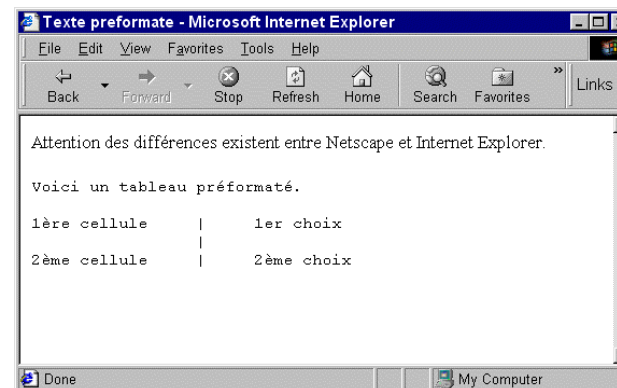 Texte preformate - Microsoft Internet Explorer
File Edit View Favorites Tools Help
Back Forward Stop Refresh Home Search Favorites » Links
Attention des différences existent entre Netscape et Internet Explorer.
Voici un tableau préformaté.
1ère cellule | 1er choix
|
2ème cellule | 2ème choix
Done My Computer